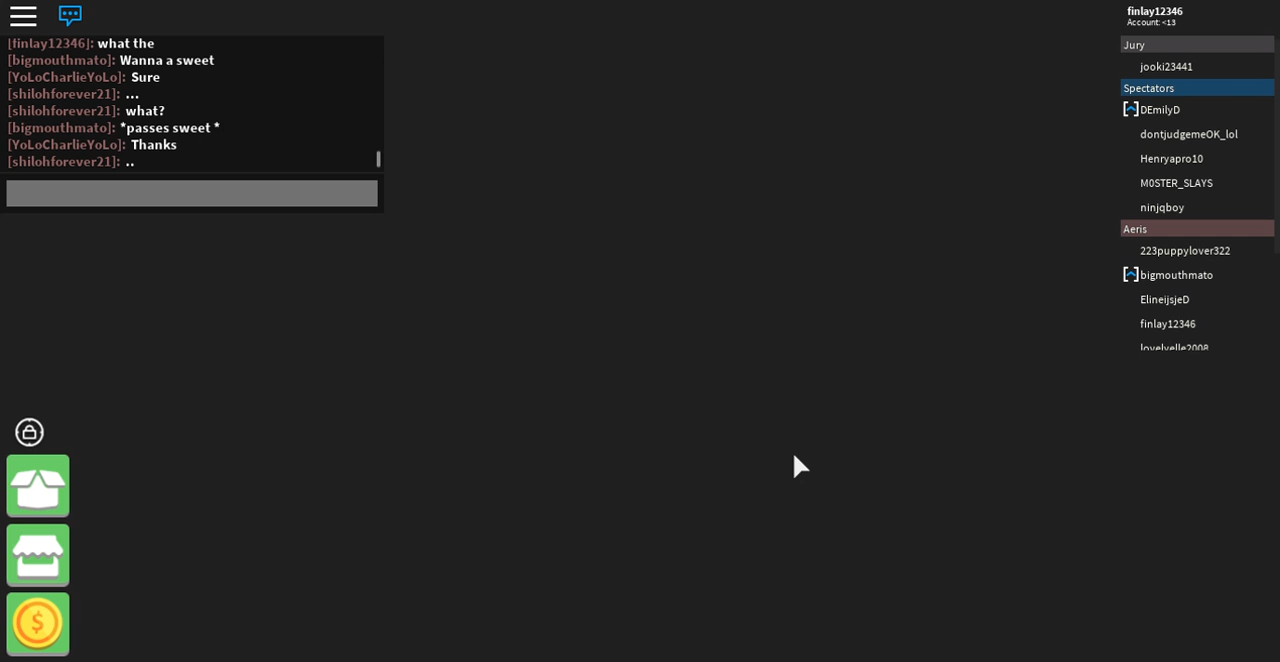 finlay12346
Account: <13
[finlay12346]: what the
[bigmouthmato]: Wanna a sweet
[YoLoCharlieYoLo]: Sure
[shilohforever21]: ...
[shilohforever21]: what?
[bigmouthmato]: *passes sweet *
[YoLoCharlieYoLo]: Thanks
[shilohforever21]: ..
Jury
jooki23441
Spectators
DEmilyD
dontjudgemeOK_lol
Henryapro10
M0STER_SLAYS
ninjqboy
Aeris
223puppylover322
bigmouthmato
ElineijsjeD
finlay12346
lovelyelle2008
$